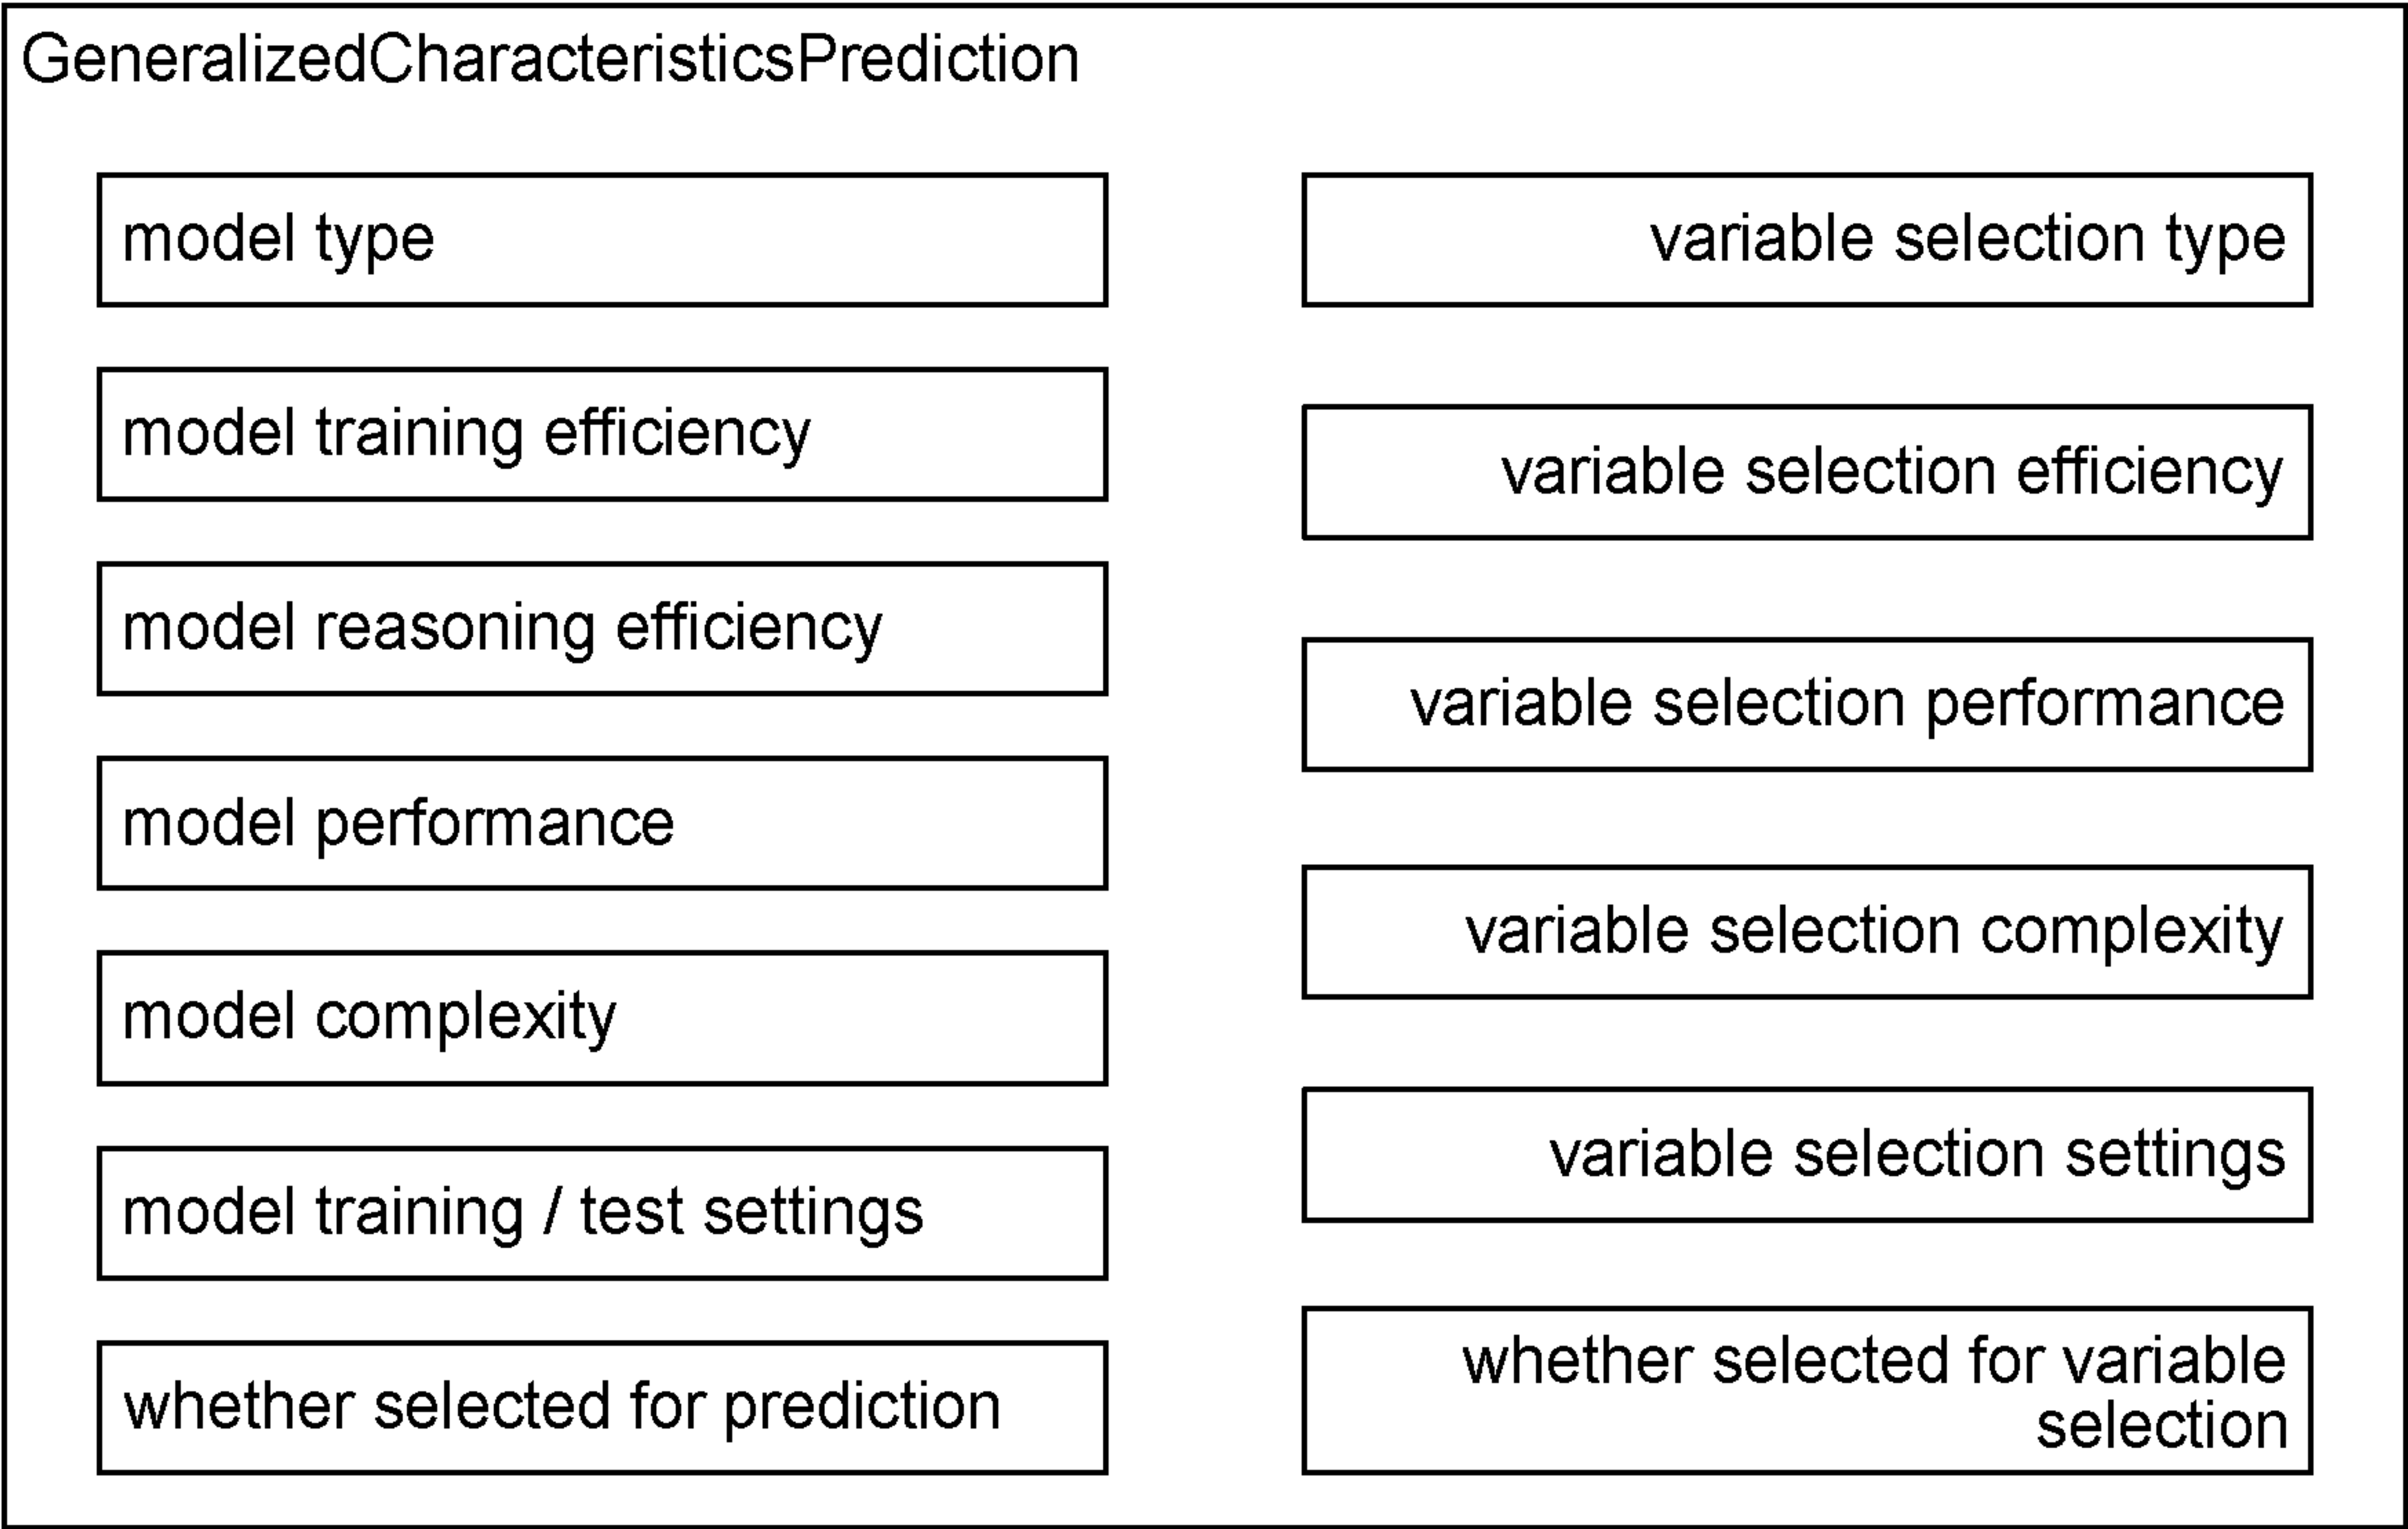 GeneralizedCharacteristicsPrediction
model type
model training efficiency
model reasoning efficiency
model performance
model complexity
model training / test settings
whether selected for prediction
variable selection type
variable selection efficiency
variable selection performance
variable selection complexity
variable selection settings
whether selected for variable
selection